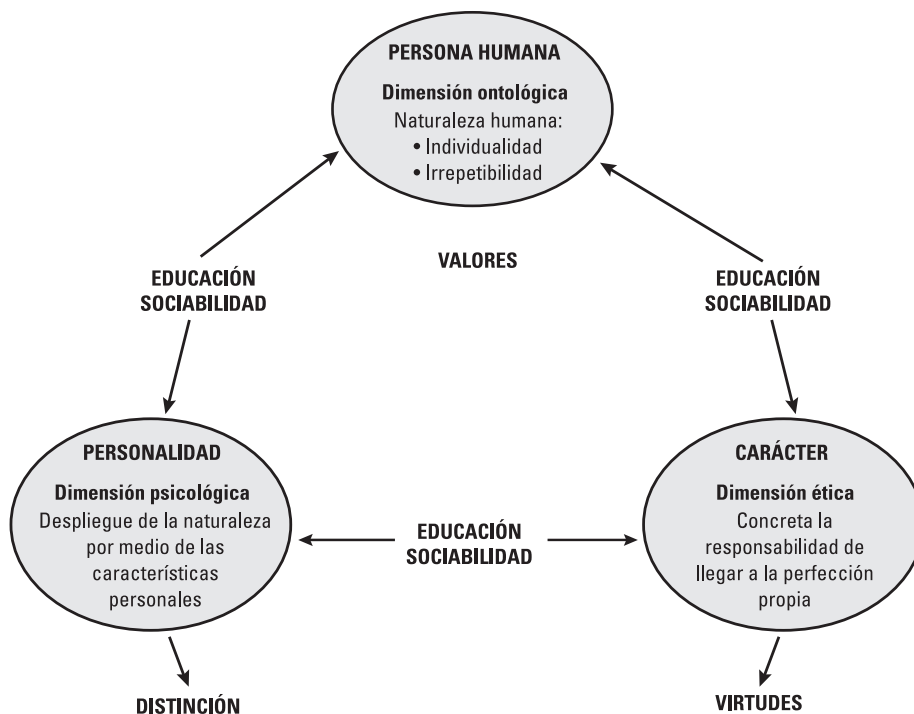 PERSONA HUMANA
Dimensión ontológica
Naturaleza humana:
• Individualidad
• Irrepetibilidad
VALORES
EDUCACIÓN
SOCIABILIDAD
EDUCACIÓN
SOCIABILIDAD
PERSONALIDAD
Dimensión psicológica
Despliegue de la naturaleza
por medio de las
características
personales
EDUCACIÓN
SOCIABILIDAD
CARÁCTER
Dimensión ética
Concreta la
responsabilidad de
llegar a la perfección
propia
DISTINCIÓN
VIRTUDES